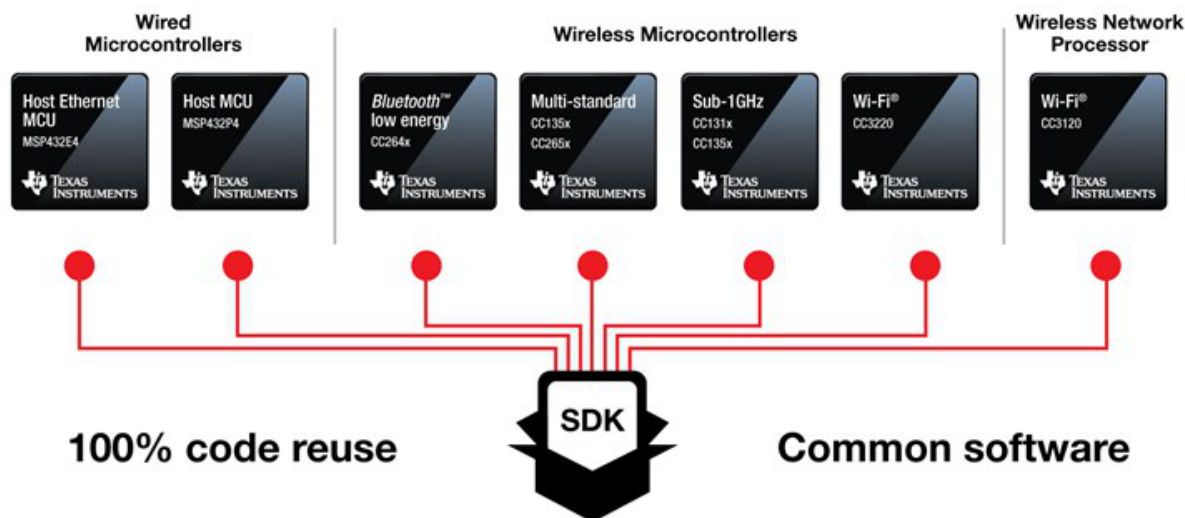 Wired
Microcontrollers
Wireless Microcontrollers
Wireless Network
Processor
Host Ethernet
MCU
MSP432E4
TEXAS
INSTRUMENTS
Host MCU
MSP432P4
TEXAS
INSTRUMENTS
Bluetooth™
low energy
CC264x
TEXAS
INSTRUMENTS
Multi-standard
CC135x
CC265x
TEXAS
INSTRUMENTS
Sub-1GHz
CC131x
CC135x
TEXAS
INSTRUMENTS
Wi-Fi®
CC3220
TEXAS
INSTRUMENTS
Wi-Fi®
CC3120
TEXAS
INSTRUMENTS
100% code reuse
SDK
Common software